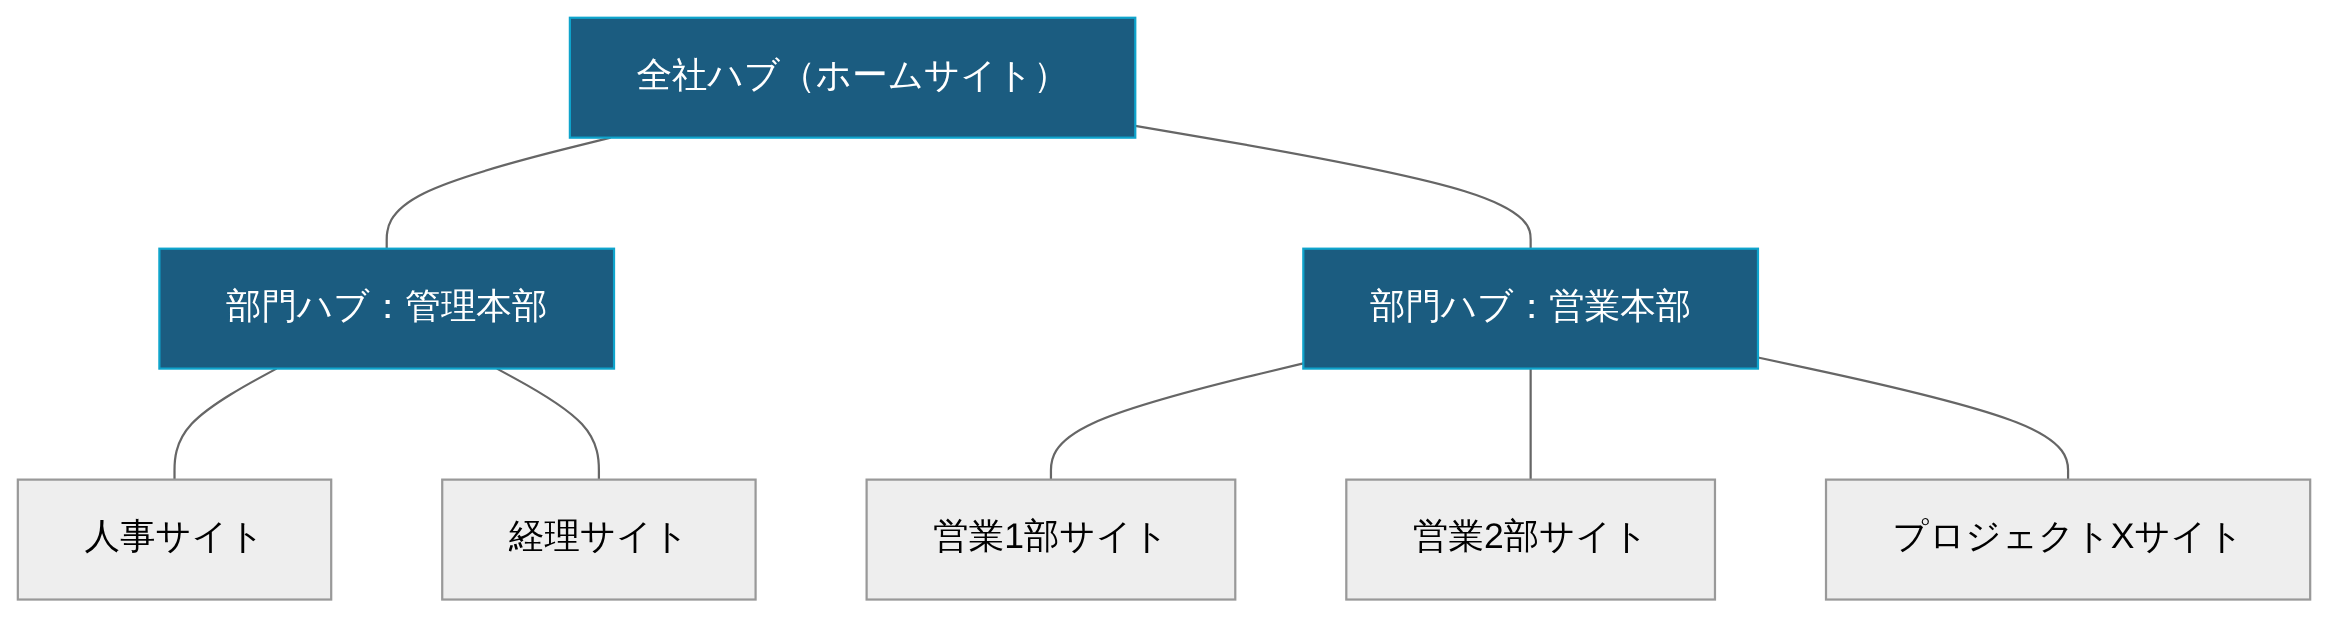 全社ハブ（ホームサイト）
部門ハブ：管理本部
部門ハブ：営業本部
人事サイト
経理サイト
営業1部サイト
営業2部サイト
プロジェクトXサイト